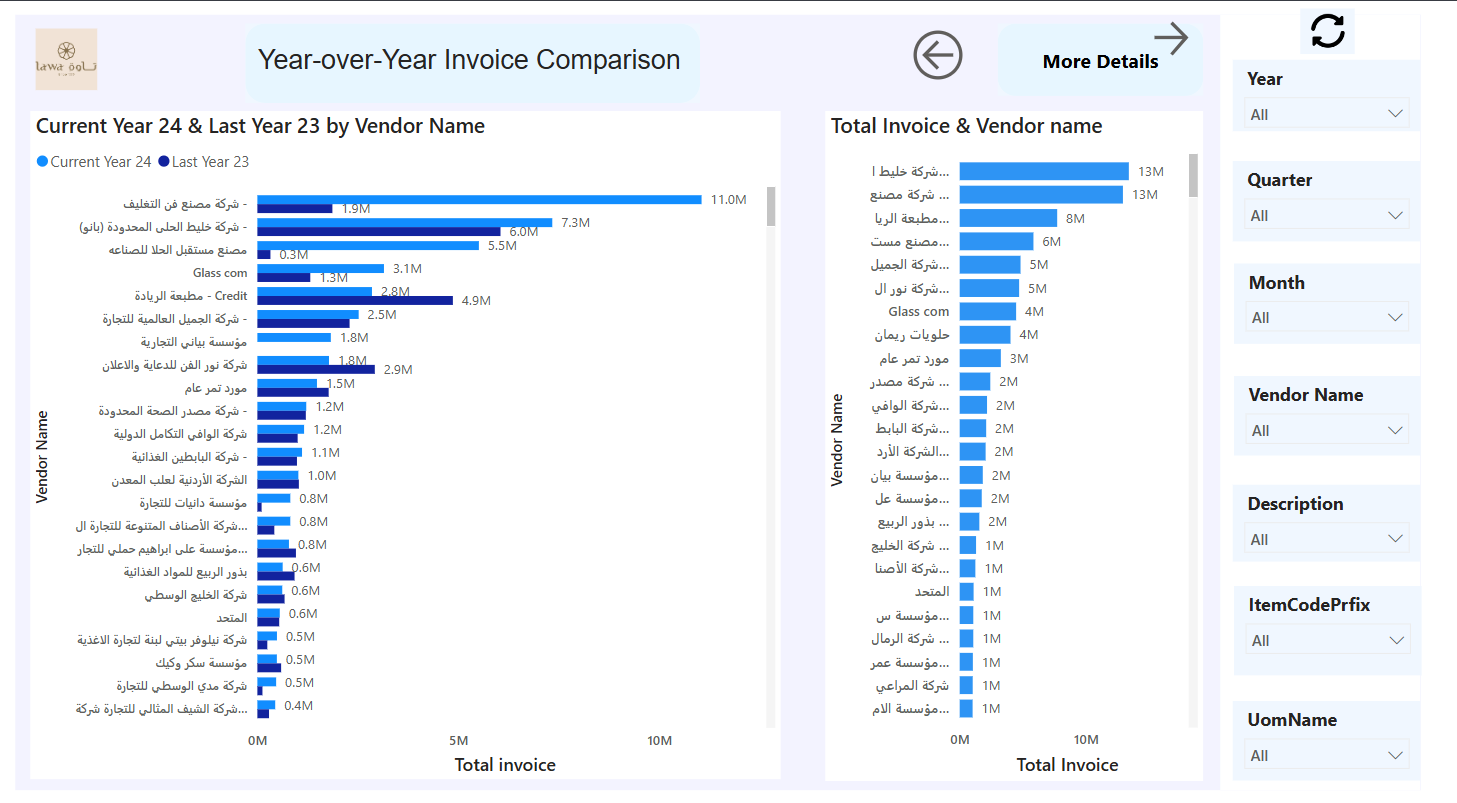 تاوة lawa
Year-over-Year Invoice Comparison
More Details
Current Year 24 & Last Year 23 by Vendor Name
Current Year 24 Last Year 23
Vendor Name
شركة مصنع فن التغليف - 11.0M 1.9M
شركة خليط الحلى المحدودة (بانو) - 7.3M 6.0M
مصنع مستقبل الحلا للصناعه 5.5M 0.3M
Glass com 3.1M 1.3M
مطبعة الريادة - Credit 2.8M 4.9M
شركة الجميل العالمية للتجارة - 2.5M
مؤسسة بياني التجارية 1.8M
شركة نور الفن للدعاية والاعلان 1.8M 2.9M
مورد تمر عام 1.5M
شركة مصدر الصحة المحدودة - 1.2M
شركة الوافي التكامل الدولية 1.2M
شركة البابطين الغذائية - 1.1M
الشركة الأردنية لعلب المعدن 1.0M
مؤسسة دانيات للتجارة 0.8M
شركة الأصناف المتنوعة للتجارة ال... 0.8M
مؤسسة على ابراهيم حملي للتجار... 0.8M
بذور الربيع للمواد الغذائية 0.6M
شركة الخليج الوسطي 0.6M
المتحد 0.6M
شركة نيلوفر بيتي لبنة لتجارة الاغذية 0.5M
مؤسسة سكر وكيك 0.5M
شركة مدي الوسطي للتجارة 0.5M
شركة الشيف المثالي للتجارة شركة... 0.4M
0M 5M 10M
Total invoice
Total Invoice & Vendor name
Vendor Name
شركة خليط ا... 13M
شركة مصنع ... 13M
مطبعة الريا... 8M
مصنع مست... 6M
شركة الجميل... 5M
شركة نور ال... 5M
Glass com 4M
حلويات ريمان 4M
مورد تمر عام 3M
شركة مصدر ... 2M
شركة الوافي... 2M
شركة البابط... 2M
الشركة الأرد... 2M
مؤسسة بيان... 2M
مؤسسة عل... 2M
بذور الربيع ... 2M
شركة الخليج ... 1M
شركة الأصنا... 1M
المتحد 1M
مؤسسة س... 1M
شركة الرمال ... 1M
مؤسسة عمر... 1M
شركة المراعي 1M
مؤسسة الام... 1M
0M 10M
Total Invoice
Year
All
Quarter
All
Month
All
Vendor Name
All
Description
All
ItemCodePrfix
All
UomName
All